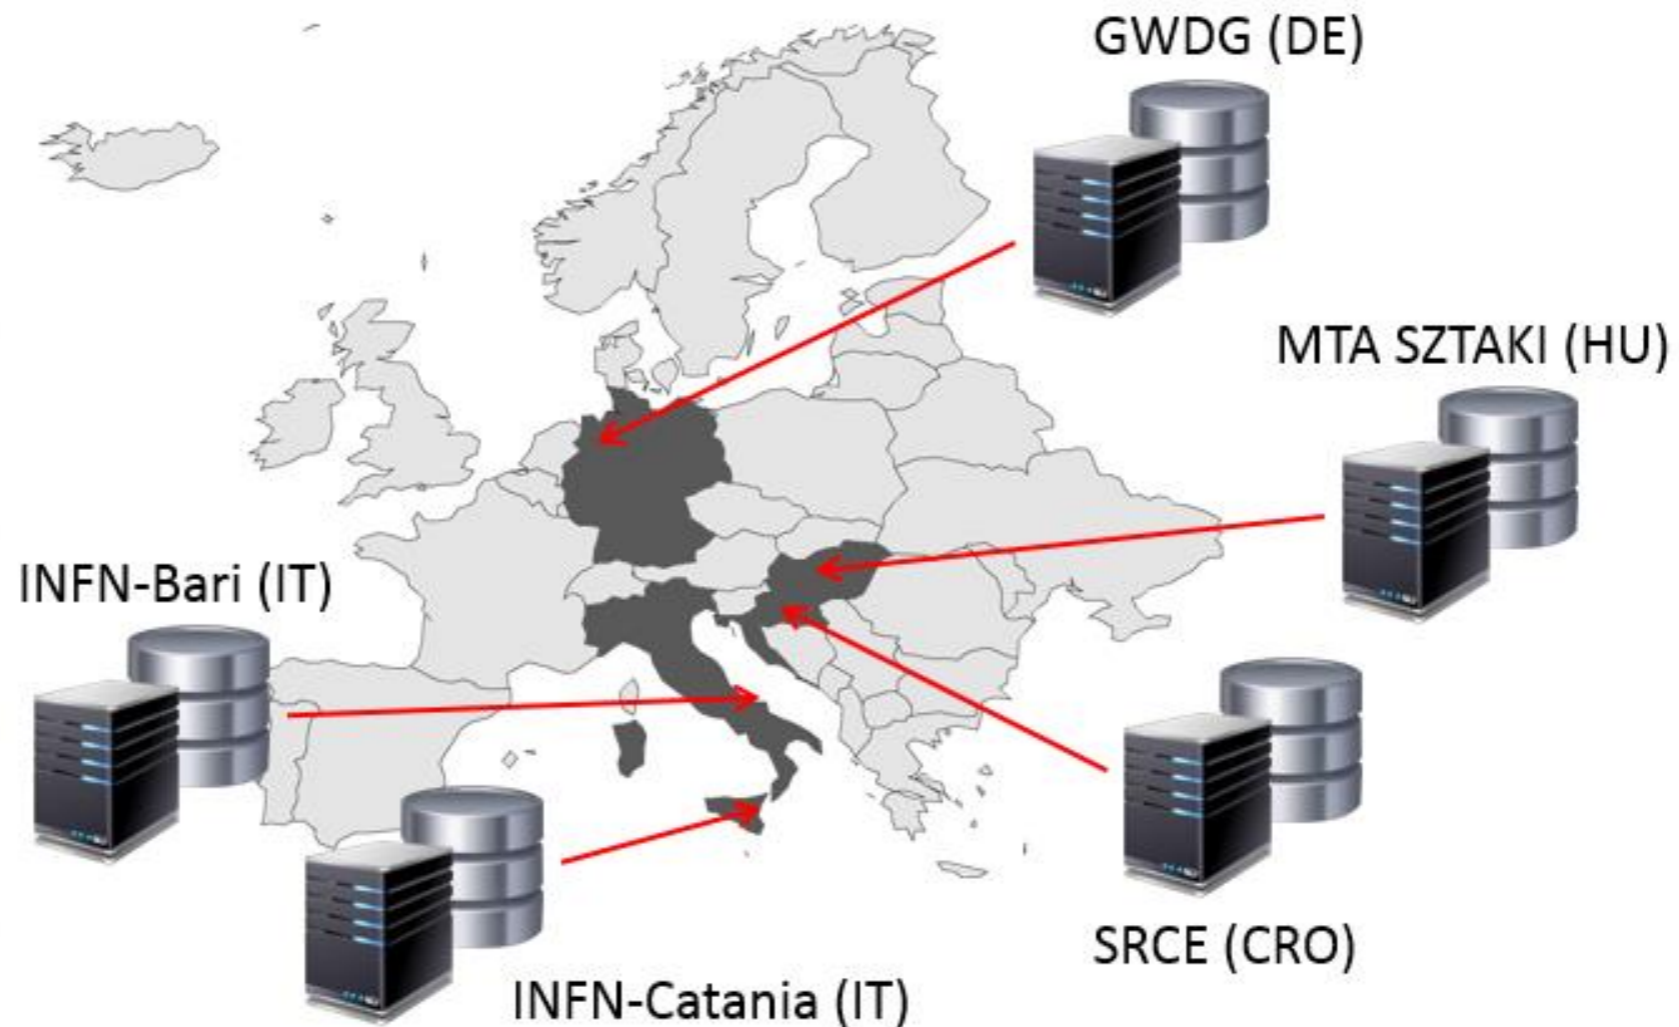 GWDG (DE)
MTA SZTAKI (HU)
INFN-Bari (IT)
SRCE (CRO)
INFN-Catania (IT)